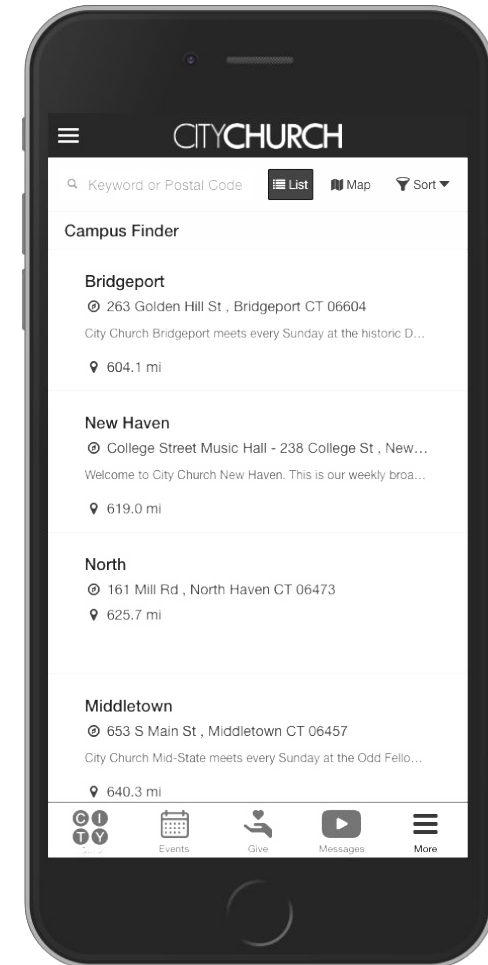 CITYCHURCH
Keyword or Postal Code List Map Sort
Campus Finder
Bridgeport
263 Golden Hill St , Bridgeport CT 06604
City Church Bridgeport meets every Sunday at the historic D...
604.1 mi
New Haven
College Street Music Hall - 238 College St , New...
Welcome to City Church New Haven. This is our weekly broa...
619.0 mi
North
161 Mill Rd , North Haven CT 06473
625.7 mi
Middletown
653 S Main St , Middletown CT 06457
City Church Mid-State meets every Sunday at the Odd Fello...
640.3 mi
CI
TY
Events Give Messages More